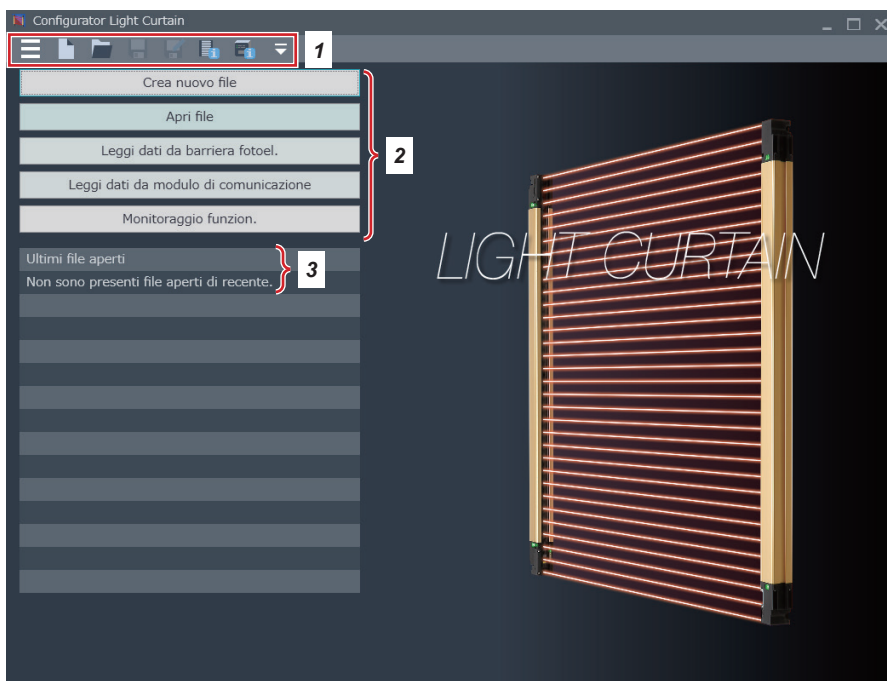 Configurator Light Curtain
1
Crea nuovo file
Apri file
Leggi dati da barriera fotoel.
2
Leggi dati da modulo di comunicazione
Monitoraggio funzion.
Ultimi file aperti
3
Non sono presenti file aperti di recente.
LIGHT CURTAIN